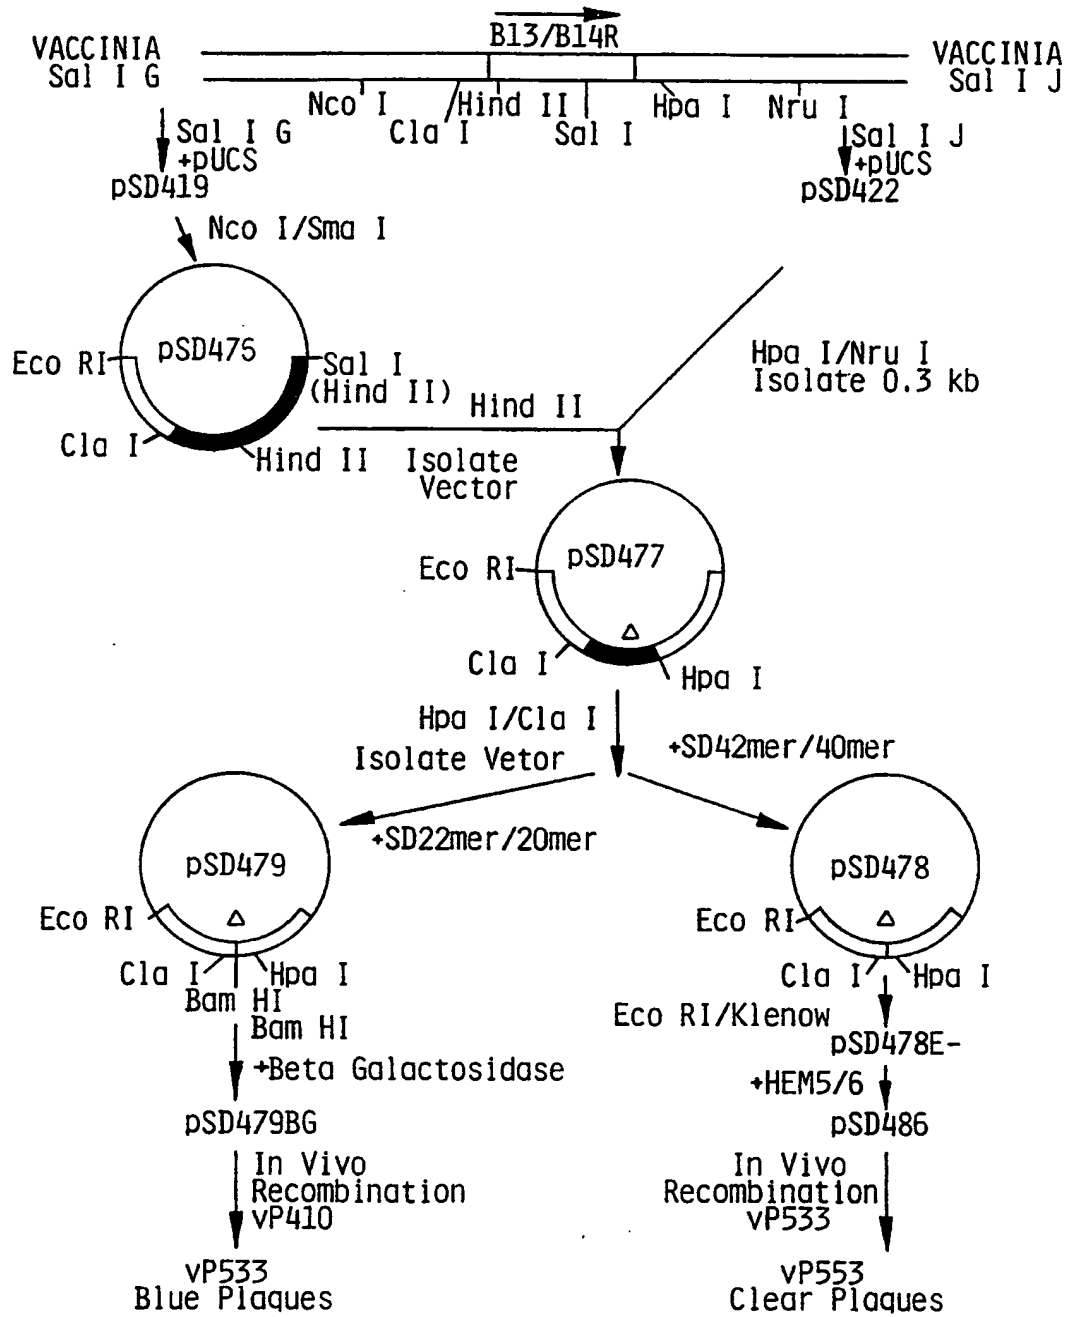 B13/B14R
VACCINIA
Sal I G
VACCINIA
Sal I J
Nco I
Cla I
Hind II
Sal I
Hpa I
Nru I
Sal I G
+pUCS
pSD419
Sal I J
+pUCS
pSD422
Nco I/Sma I
pSD475
Eco RI
Sal I
(Hind II)
Cla I
Hind II
Hind II
Isolate
Vector
Hpa I/Nru I
Isolate 0.3 kb
pSD477
Eco RI
Δ
Cla I
Hpa I
Hpa I/Cla I
Isolate Vetor
+SD42mer/40mer
+SD22mer/20mer
pSD479
Eco RI
Δ
Cla I
Hpa I
Bam HI
Bam HI
+Beta Galactosidase
pSD479BG
In Vivo
Recombination
vP410
vP533
Blue Plaques
pSD478
Eco RI
Δ
Cla I
Hpa I
Eco RI/Klenow
pSD478E-
+HEM5/6
pSD486
In Vivo
Recombination
vP533
vP553
Clear Plaques